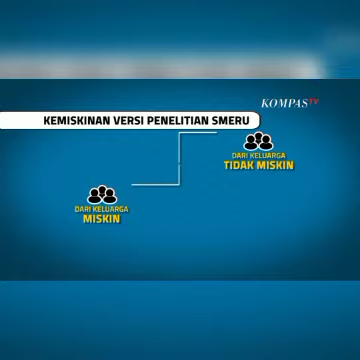 KOMPAS TV
KEMISKINAN VERSI PENELITIAN SMERU
DARI KELUARGA
TIDAK MISKIN
DARI KELUARGA
MISKIN